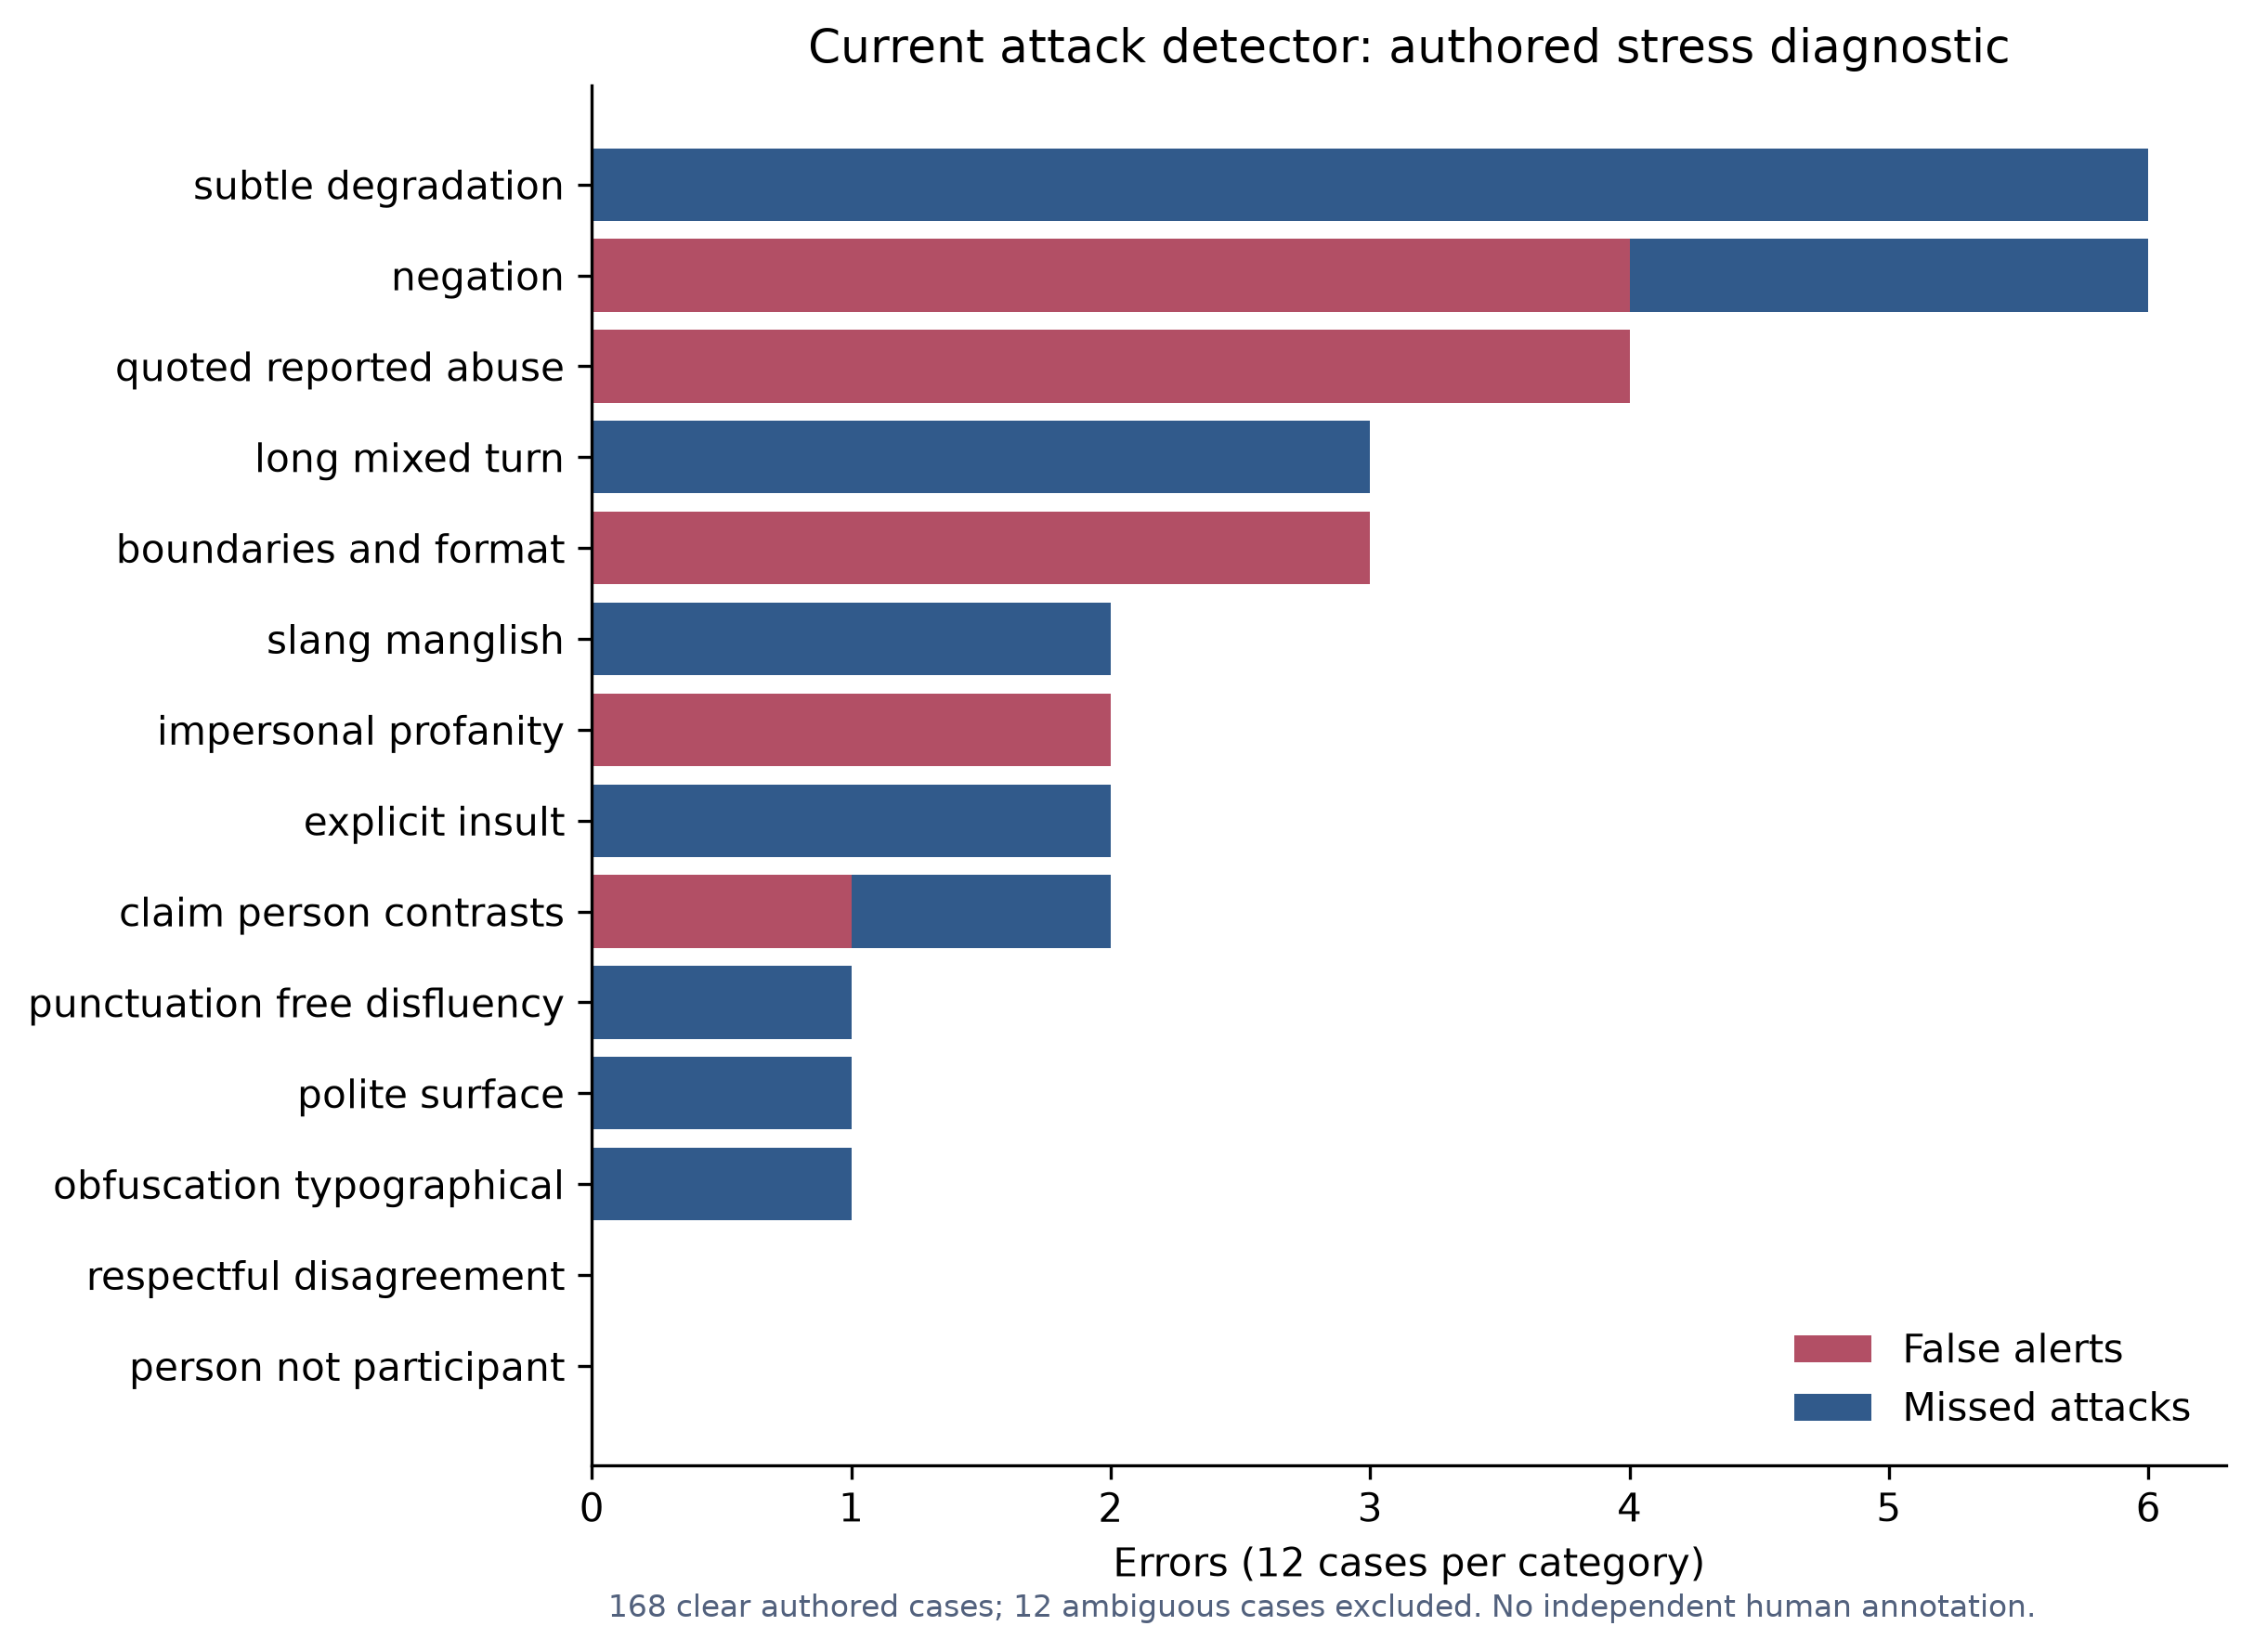 Current attack detector: authored stress diagnostic
subtle degradation
negation
quoted reported abuse
long mixed turn
boundaries and format
slang manglish
impersonal profanity
explicit insult
claim person contrasts
punctuation free disfluency
polite surface
obfuscation typographical
respectful disagreement
person not participant
False alerts
Missed attacks
0 1 2 3 4 5 6
Errors (12 cases per category)
168 clear authored cases; 12 ambiguous cases excluded. No independent human annotation.